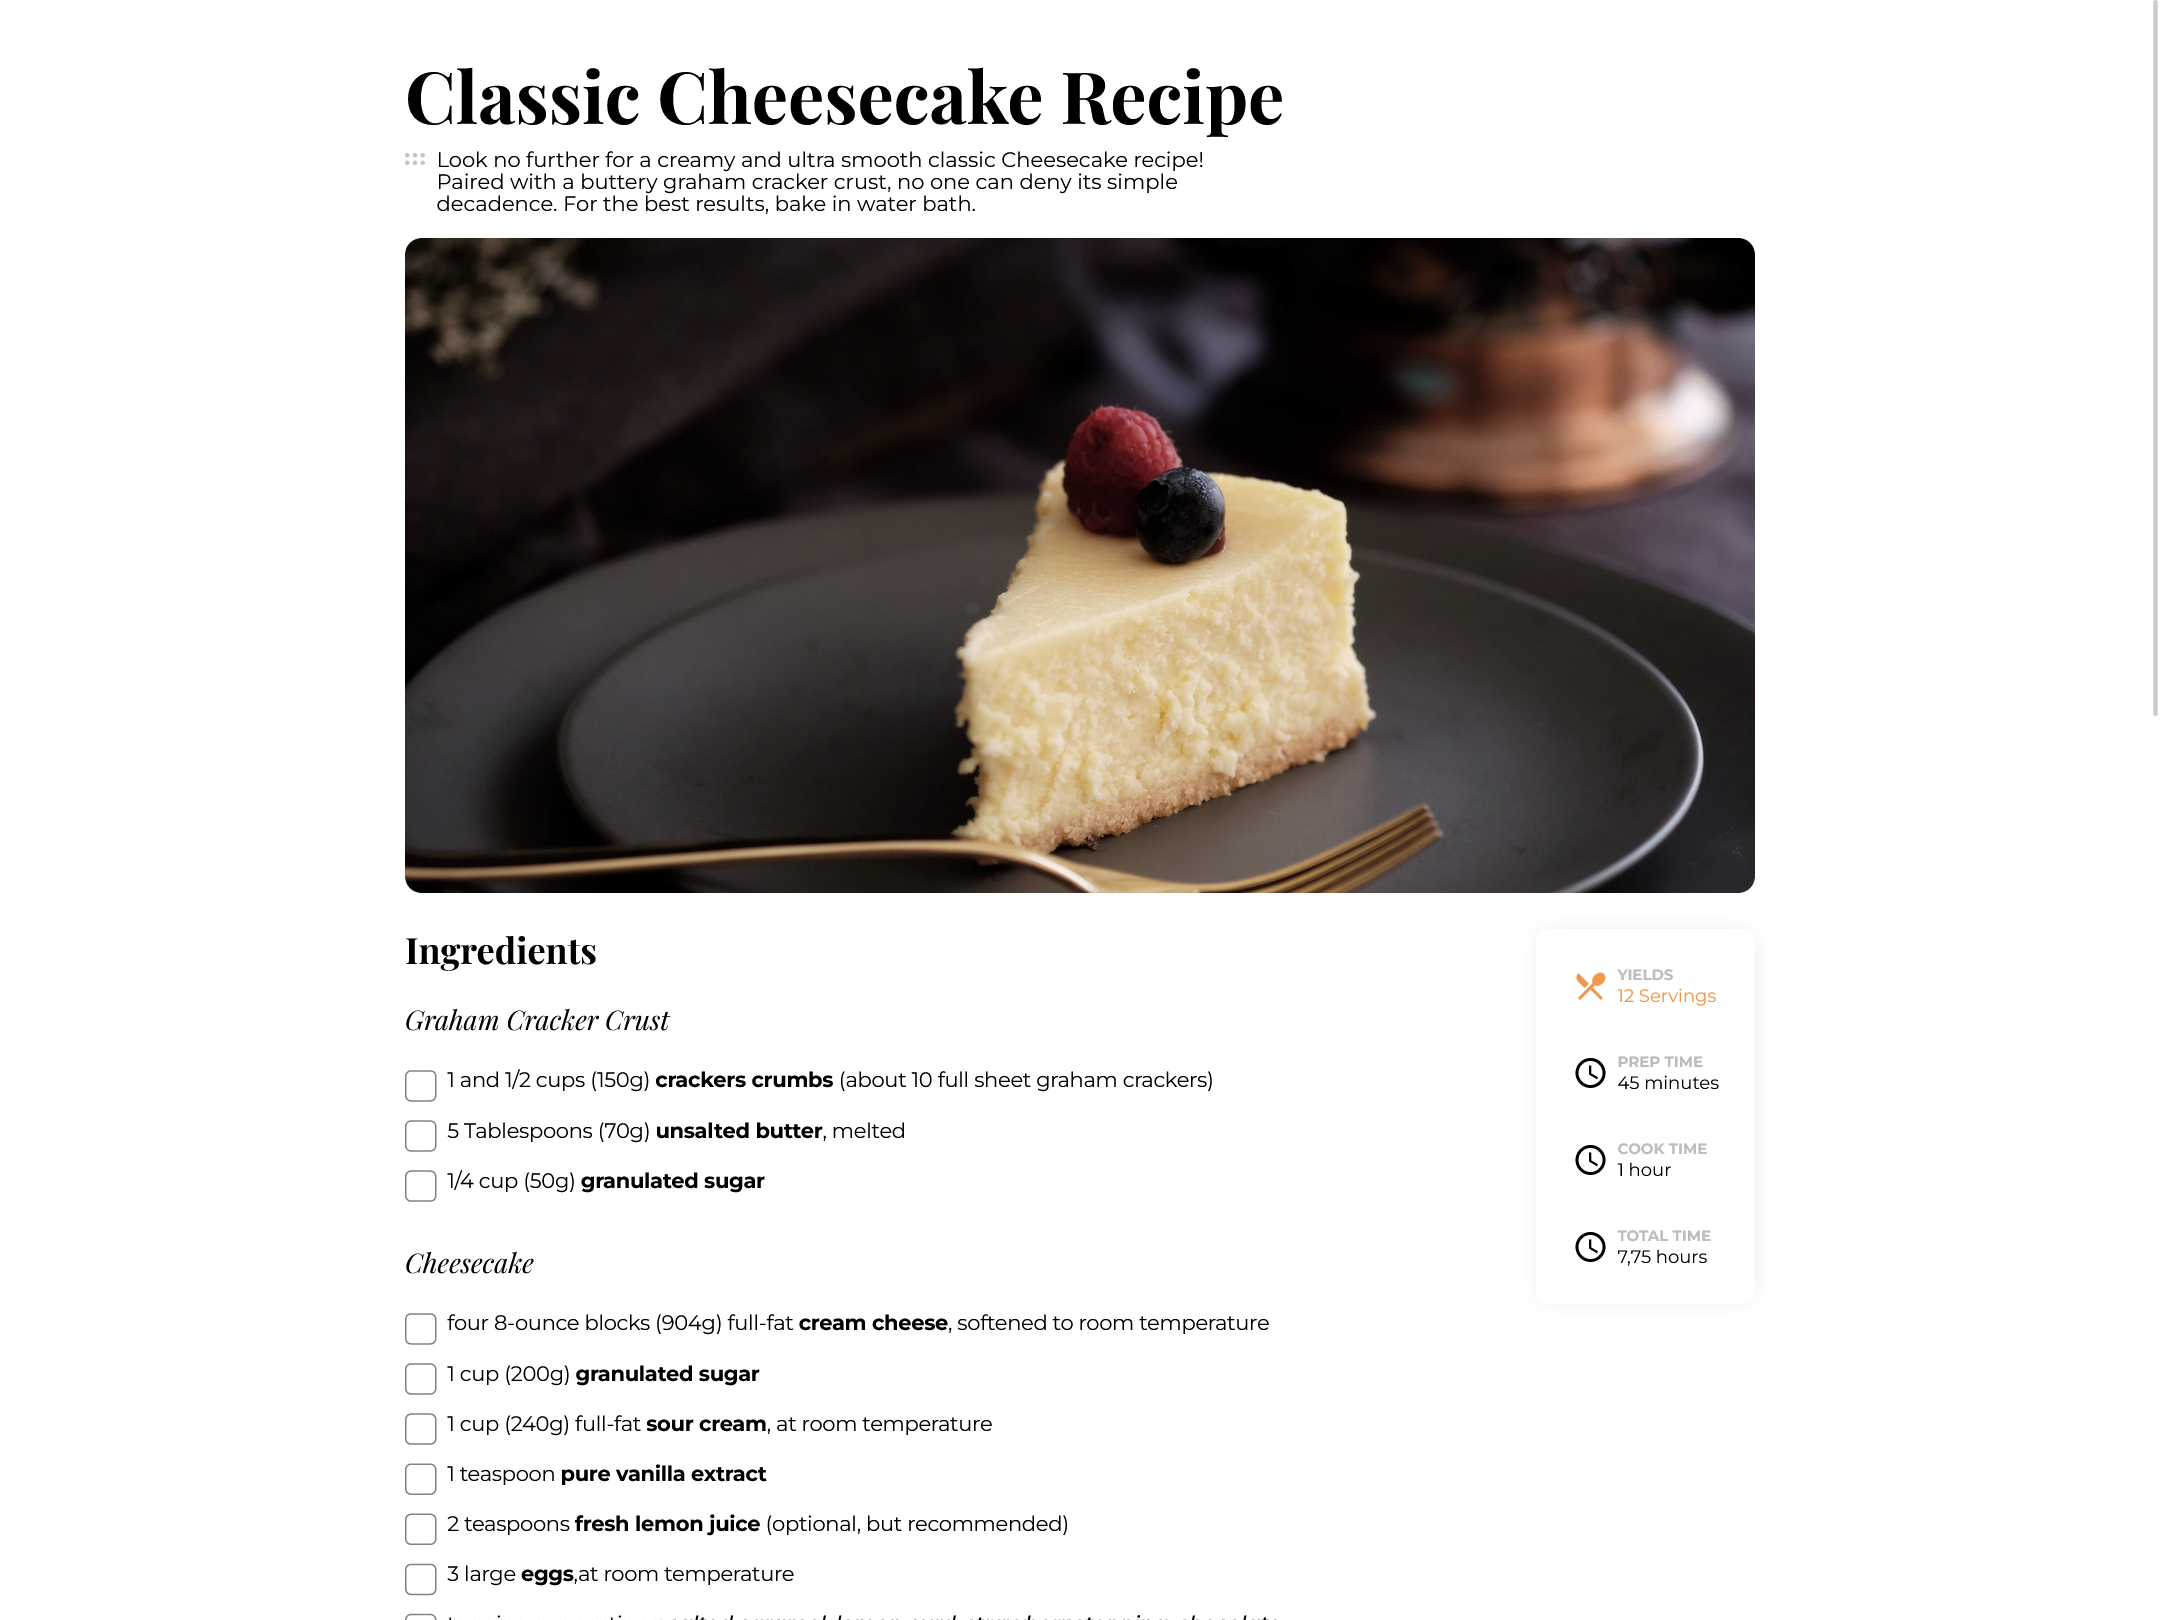 Classic Cheesecake Recipe
Look no further for a creamy and ultra smooth classic Cheesecake recipe!
Paired with a buttery graham cracker crust, no one can deny its simple
decadence. For the best results, bake in water bath.
Ingredients
Graham Cracker Crust
1 and 1/2 cups (150g) crackers crumbs (about 10 full sheet graham crackers)
5 Tablespoons (70g) unsalted butter, melted
1/4 cup (50g) granulated sugar
Cheesecake
four 8-ounce blocks (904g) full-fat cream cheese, softened to room temperature
1 cup (200g) granulated sugar
1 cup (240g) full-fat sour cream, at room temperature
1 teaspoon pure vanilla extract
2 teaspoons fresh lemon juice (optional, but recommended)
3 large eggs,at room temperature
YIELDS
12 Servings
PREP TIME
45 minutes
COOK TIME
1 hour
TOTAL TIME
7,75 hours